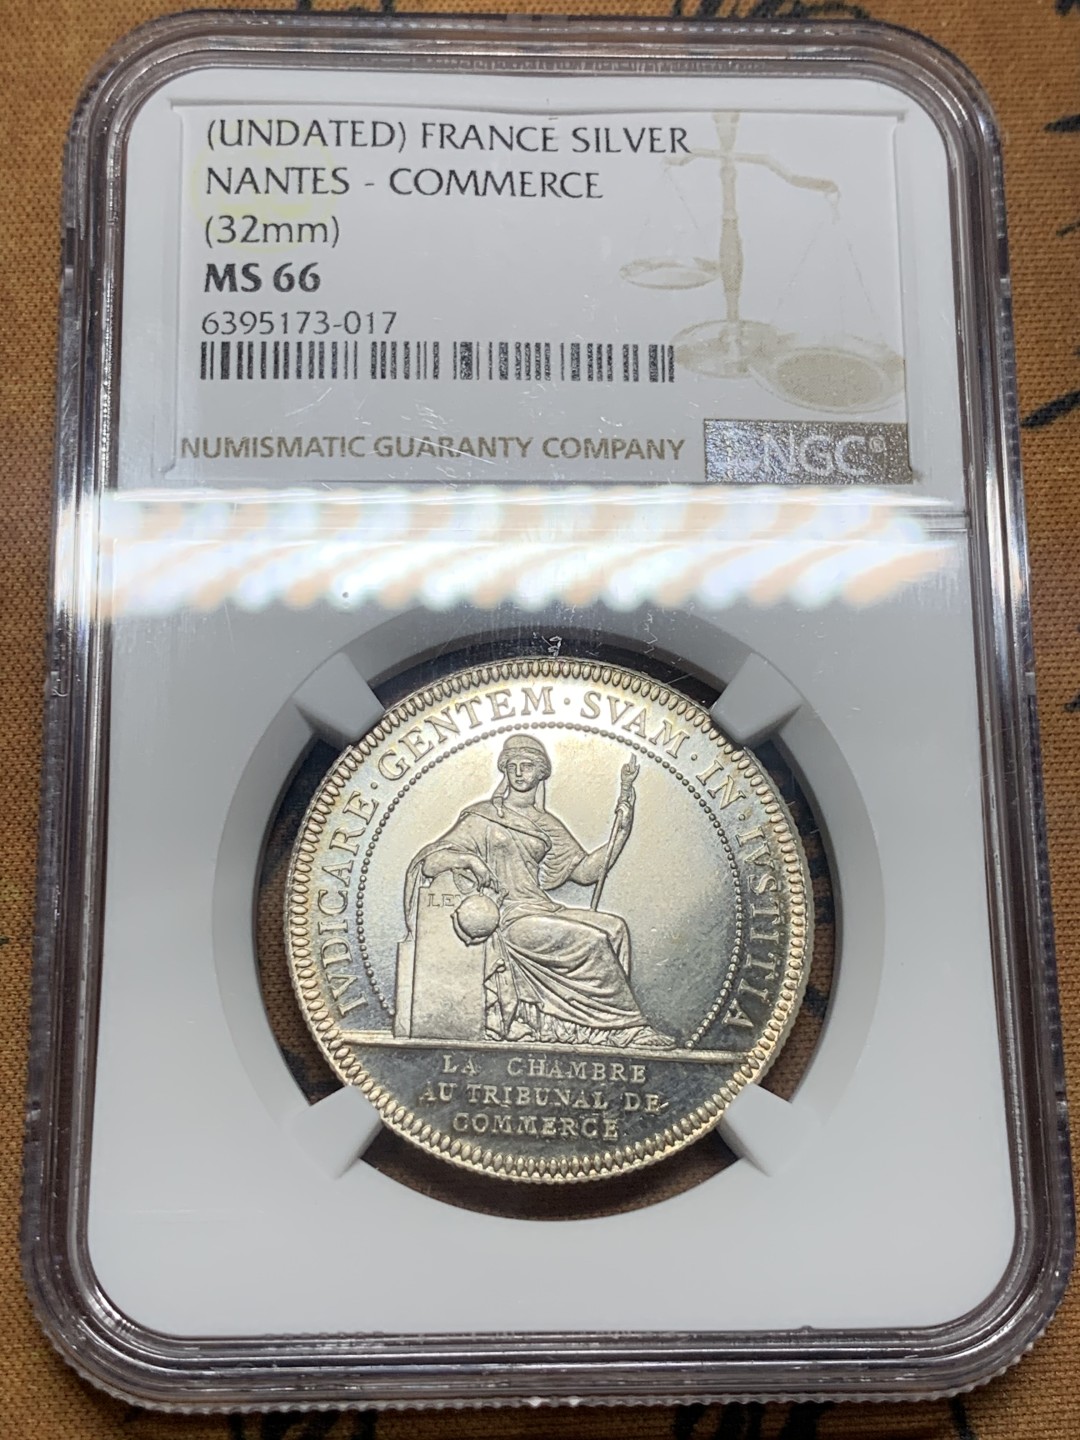 (UNDATED) FRANCE SILVER
NANTES - COMMERCE
(32mm)
MS 66
6395173-017
NUMISMATIC GUARANTY COMPANY
NGC®
IVDICARE · GENTEM · SVAM · IN · IVSTITIA
LE
LA CHAMBRE
AU TRIBUNAL DE
COMMERCE